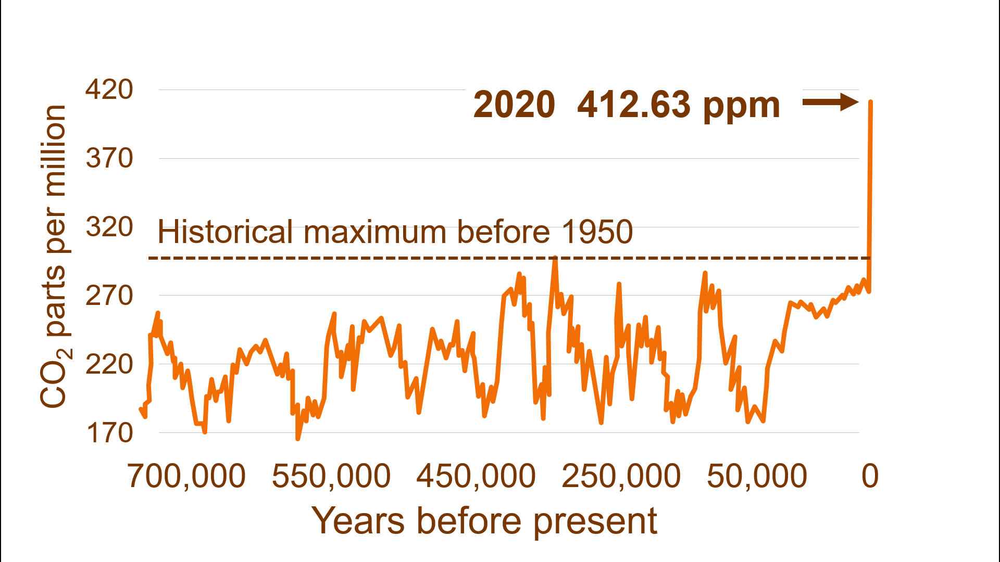 420
2020 412.63 ppm
370
320
Historical maximum before 1950
270
220
170
CO₂ parts per million
700,000 550,000 450,000 250,000 50,000 0
Years before present